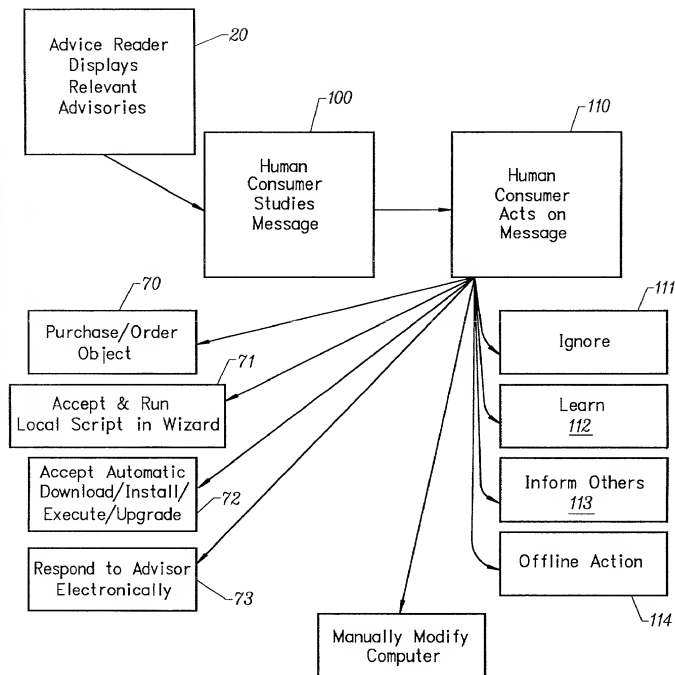 20
Advice Reader
Displays
Relevant
Advisories
100
Human
Consumer
Studies
Message
110
Human
Consumer
Acts on
Message
70
Purchase/Order
Object
71
Accept & Run
Local Script in Wizard
Accept Automatic
Download/Install/
Execute/Upgrade
72
Respond to Advisor
Electronically
73
111
Ignore
Learn
112
Inform Others
113
Offline Action
114
Manually Modify
Computer